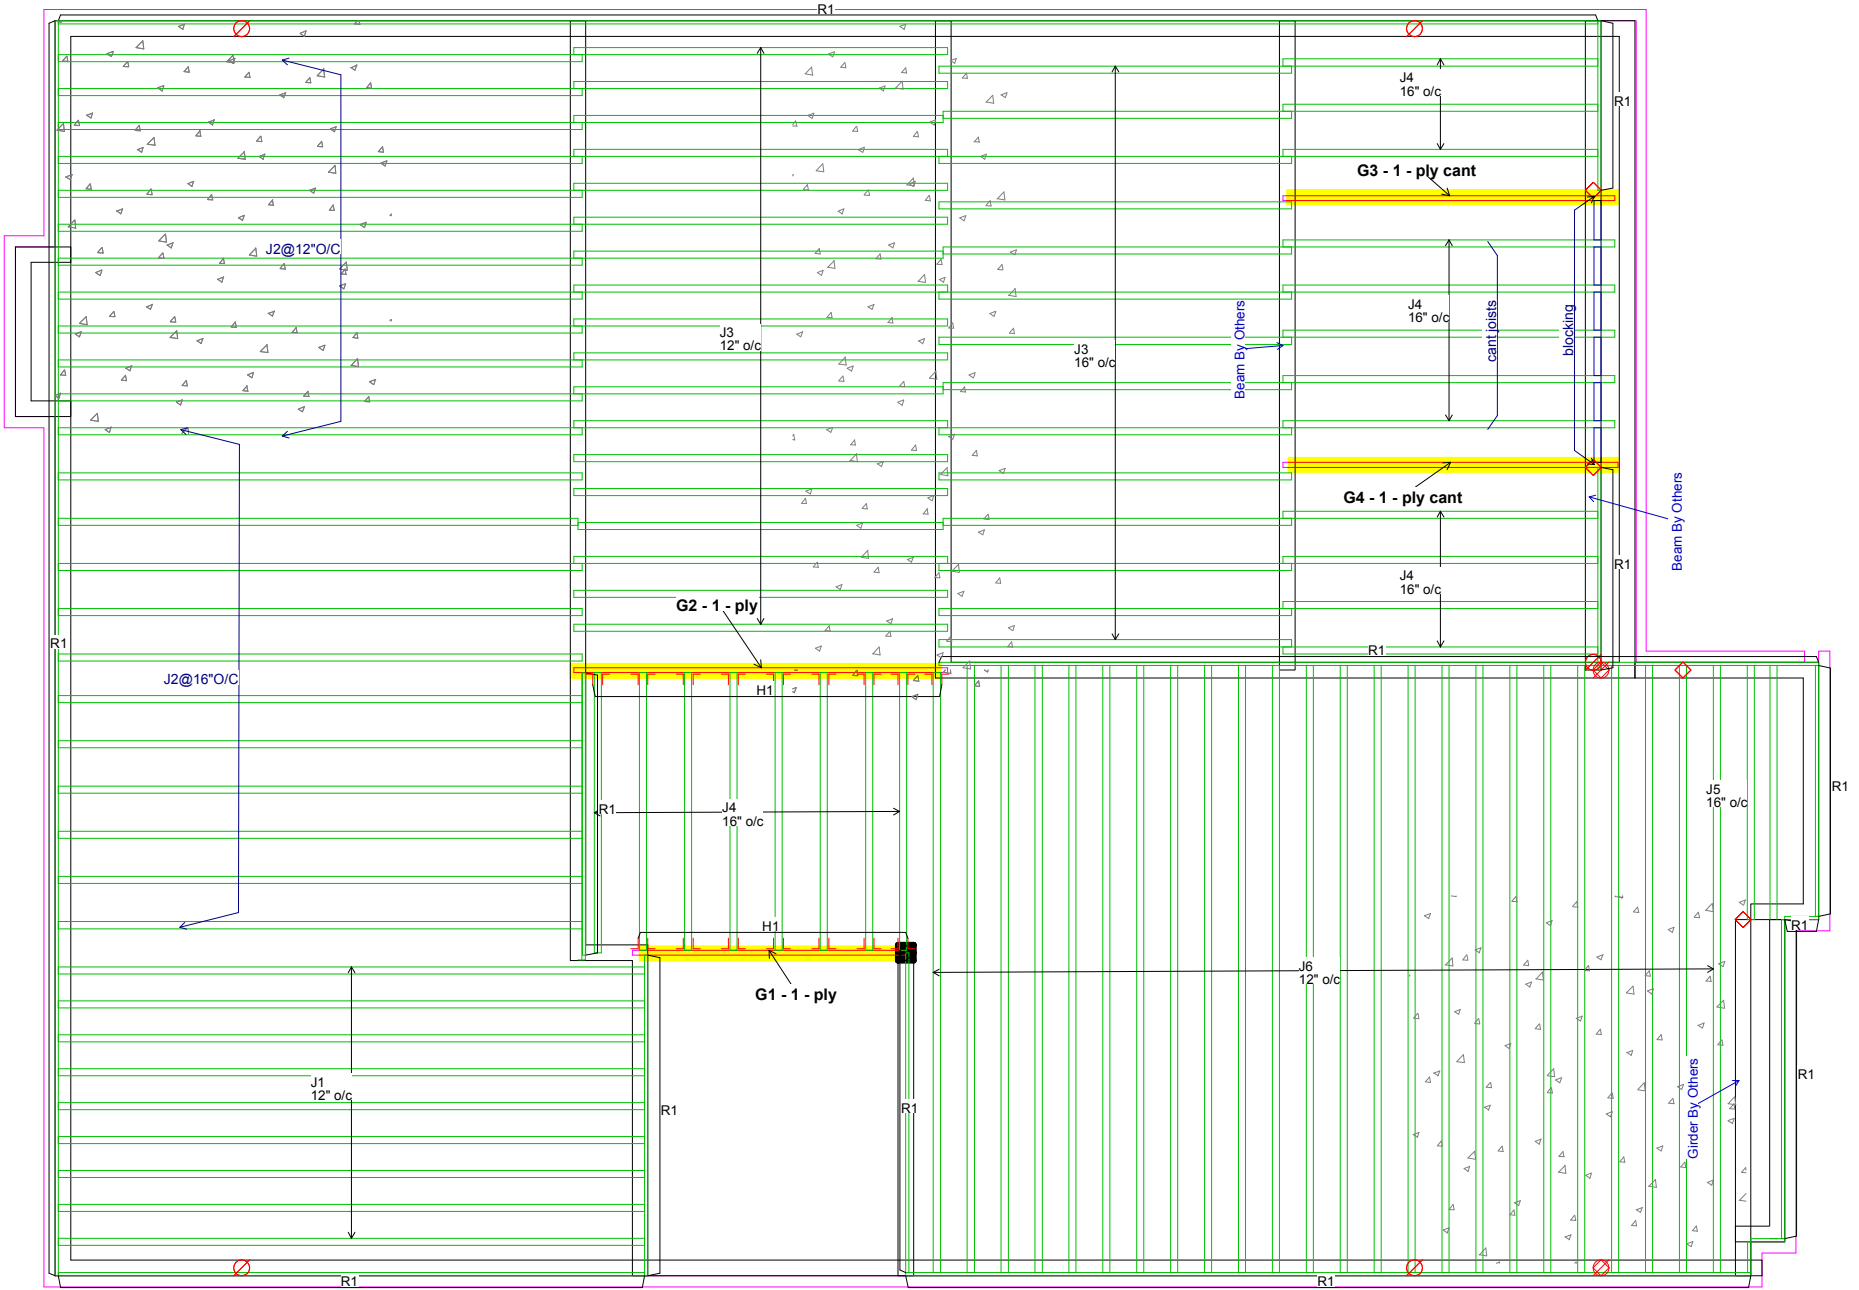 R1
J4
16" o/c
R1
G3 - 1 - ply cant
J2@12"O/C
J3
12" o/c
J3
16" o/c
Beam By Others
J4
16" o/c
cant joists
blocking
G4 - 1 - ply cant
Beam By Others
R1
J4
16" o/c
G2 - 1 - ply
R1
R1
J2@16"O/C
H1
R1
J4
16" o/c
J5
16" o/c
R1
H1
R1
J6
12" o/c
G1 - 1 - ply
J1
12" o/c
R1
R1
Girder By Others
R1
R1
R1